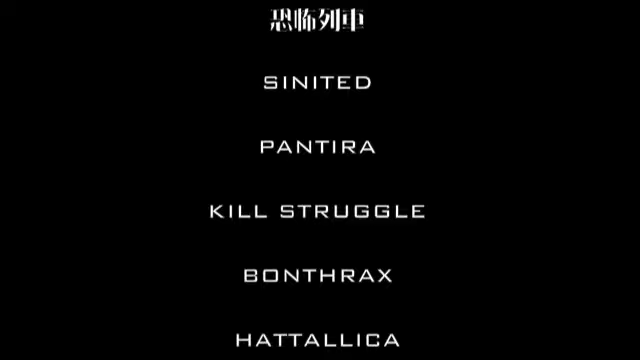 恐怖列車
SINITED
PANTIRA
KILL STRUGGLE
BONTHRAX
HATTALLICA